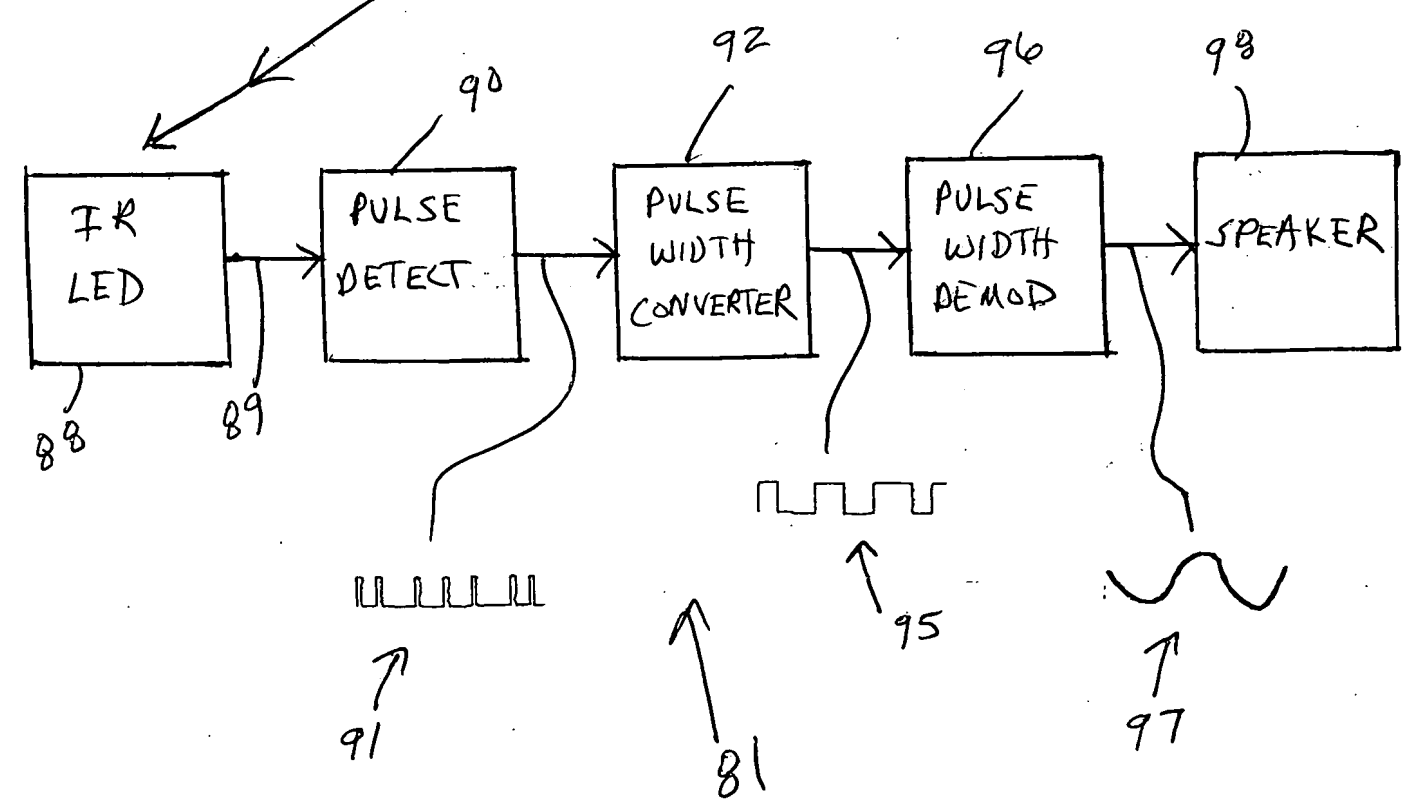 90
92
96
98
IR
LED
PULSE
DETECT
PULSE
WIDTH
CONVERTER
PULSE
WIDTH
DEMOD
SPEAKER
88
89
91
95
97
81